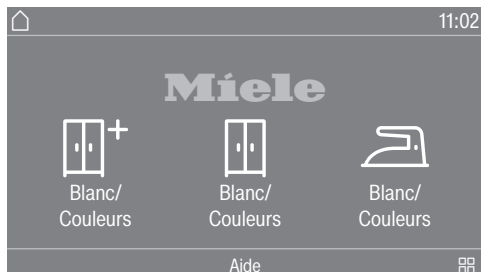 11:02
Miele
Blanc/ Blanc/ Blanc/
Couleurs Couleurs Couleurs
Aide